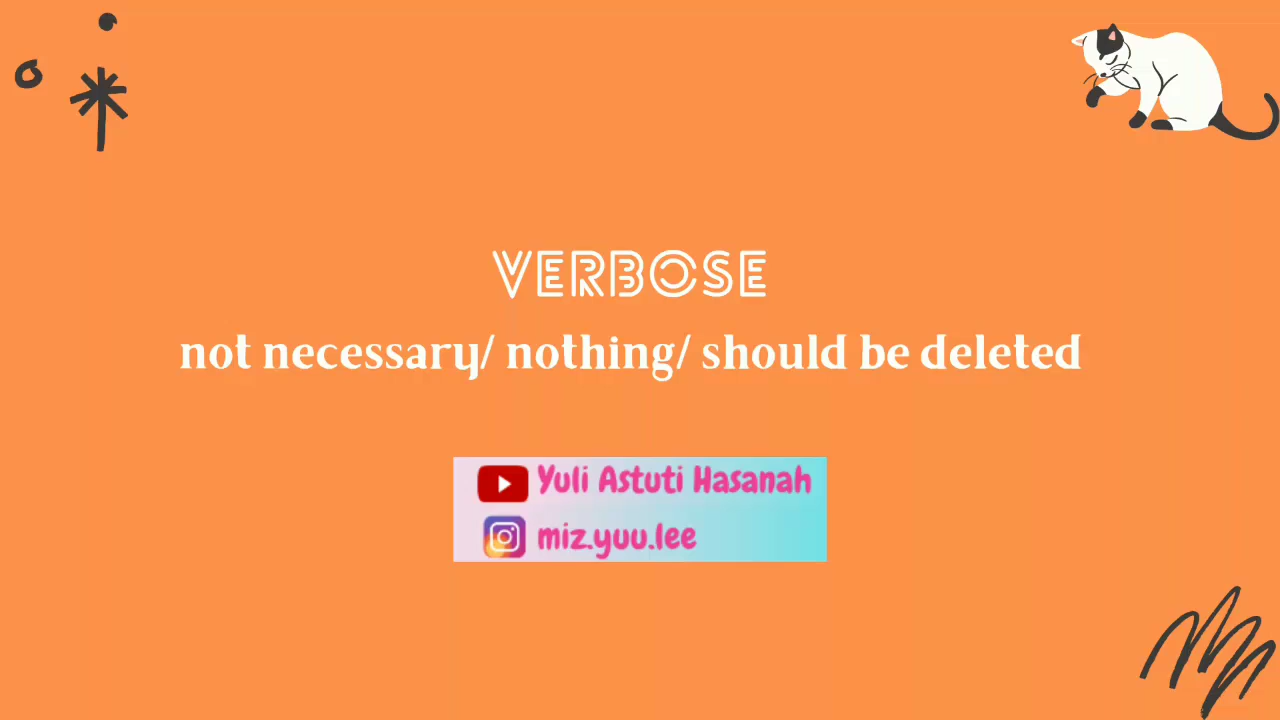 VERBOSE
not necessary/ nothing/ should be deleted
Yuli Astuti Hasanah
miz.yuu.lee